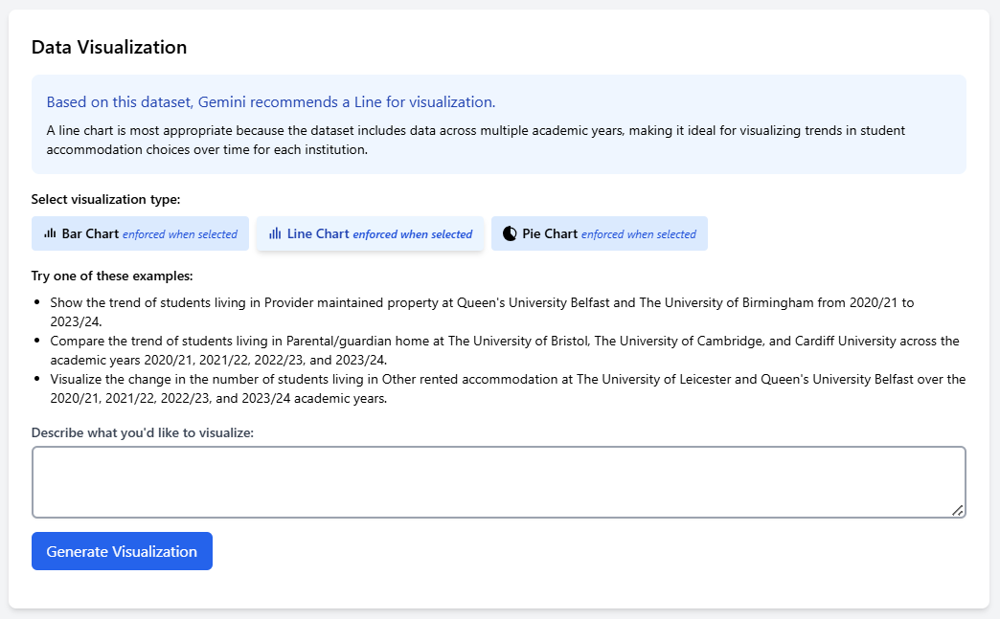 Data Visualization
Based on this dataset, Gemini recommends a Line for visualization.
A line chart is most appropriate because the dataset includes data across multiple academic years, making it ideal for visualizing trends in student
accommodation choices over time for each institution.
Select visualization type:
Bar Chart enforced when selected Line Chart enforced when selected Pie Chart enforced when selected
Try one of these examples:
• Show the trend of students living in Provider maintained property at Queen's University Belfast and The University of Birmingham from 2020/21 to
2023/24.
• Compare the trend of students living in Parental/guardian home at The University of Bristol, The University of Cambridge, and Cardiff University across the
academic years 2020/21, 2021/22, 2022/23, and 2023/24.
• Visualize the change in the number of students living in Other rented accommodation at The University of Leicester and Queen's University Belfast over the
2020/21, 2021/22, 2022/23, and 2023/24 academic years.
Describe what you'd like to visualize:
Generate Visualization